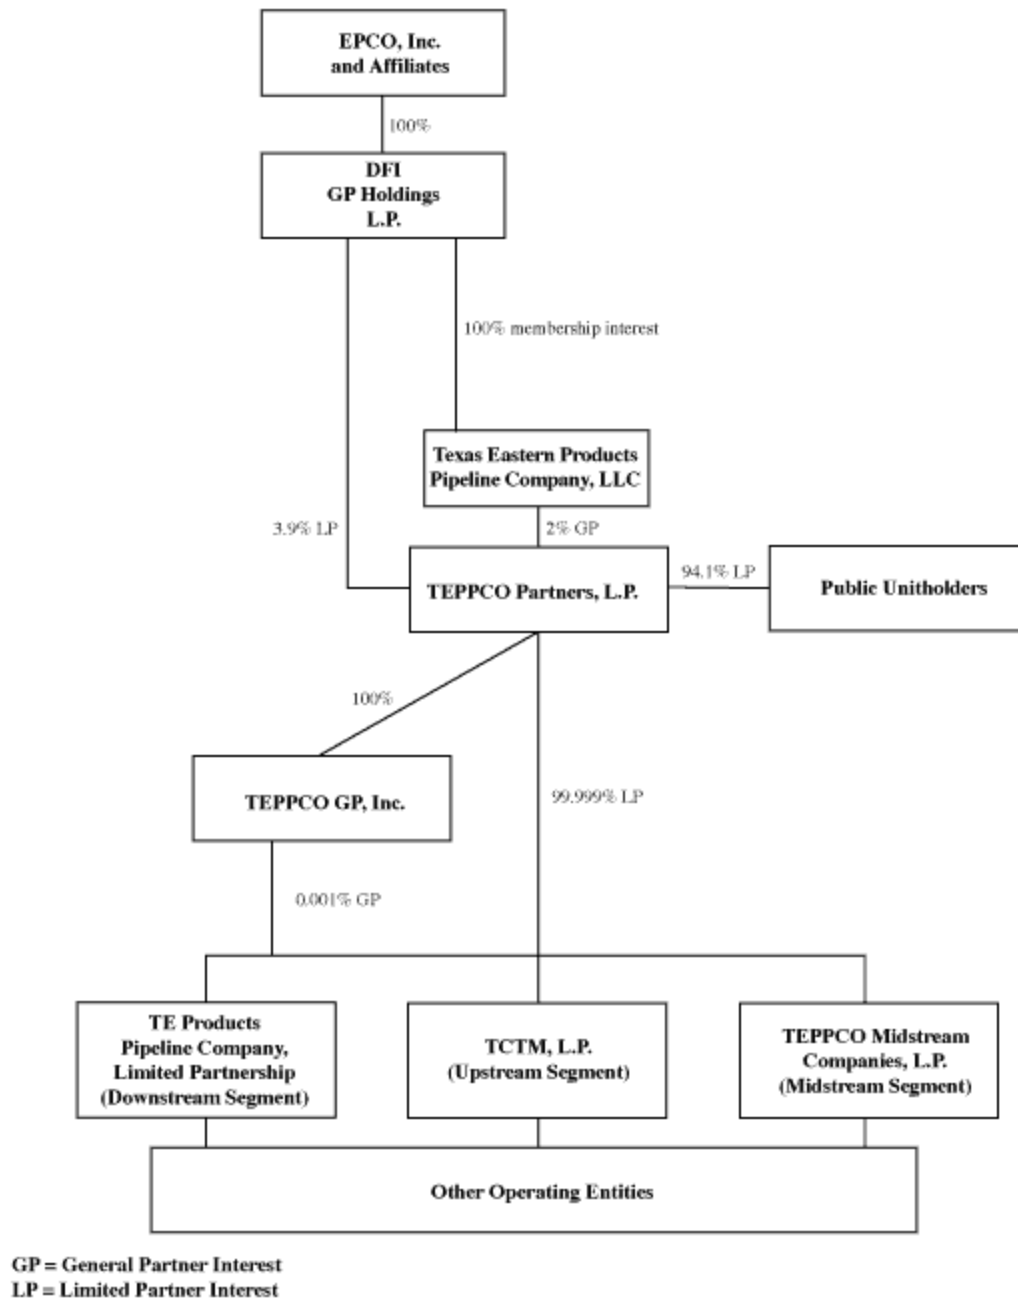 EPCO, Inc.
and Affiliates
100%
DFI
GP Holdings
L.P.
100% membership interest
Texas Eastern Products
Pipeline Company, LLC
3.9% LP
2% GP
TEPPCO Partners, L.P.
94.1% LP
Public Unitholders
100%
TEPPCO GP, Inc.
99.999% LP
0.001% GP
TE Products
Pipeline Company,
Limited Partnership
(Downstream Segment)
TCTM, L.P.
(Upstream Segment)
TEPPCO Midstream
Companies, L.P.
(Midstream Segment)
Other Operating Entities
GP = General Partner Interest
LP = Limited Partner Interest